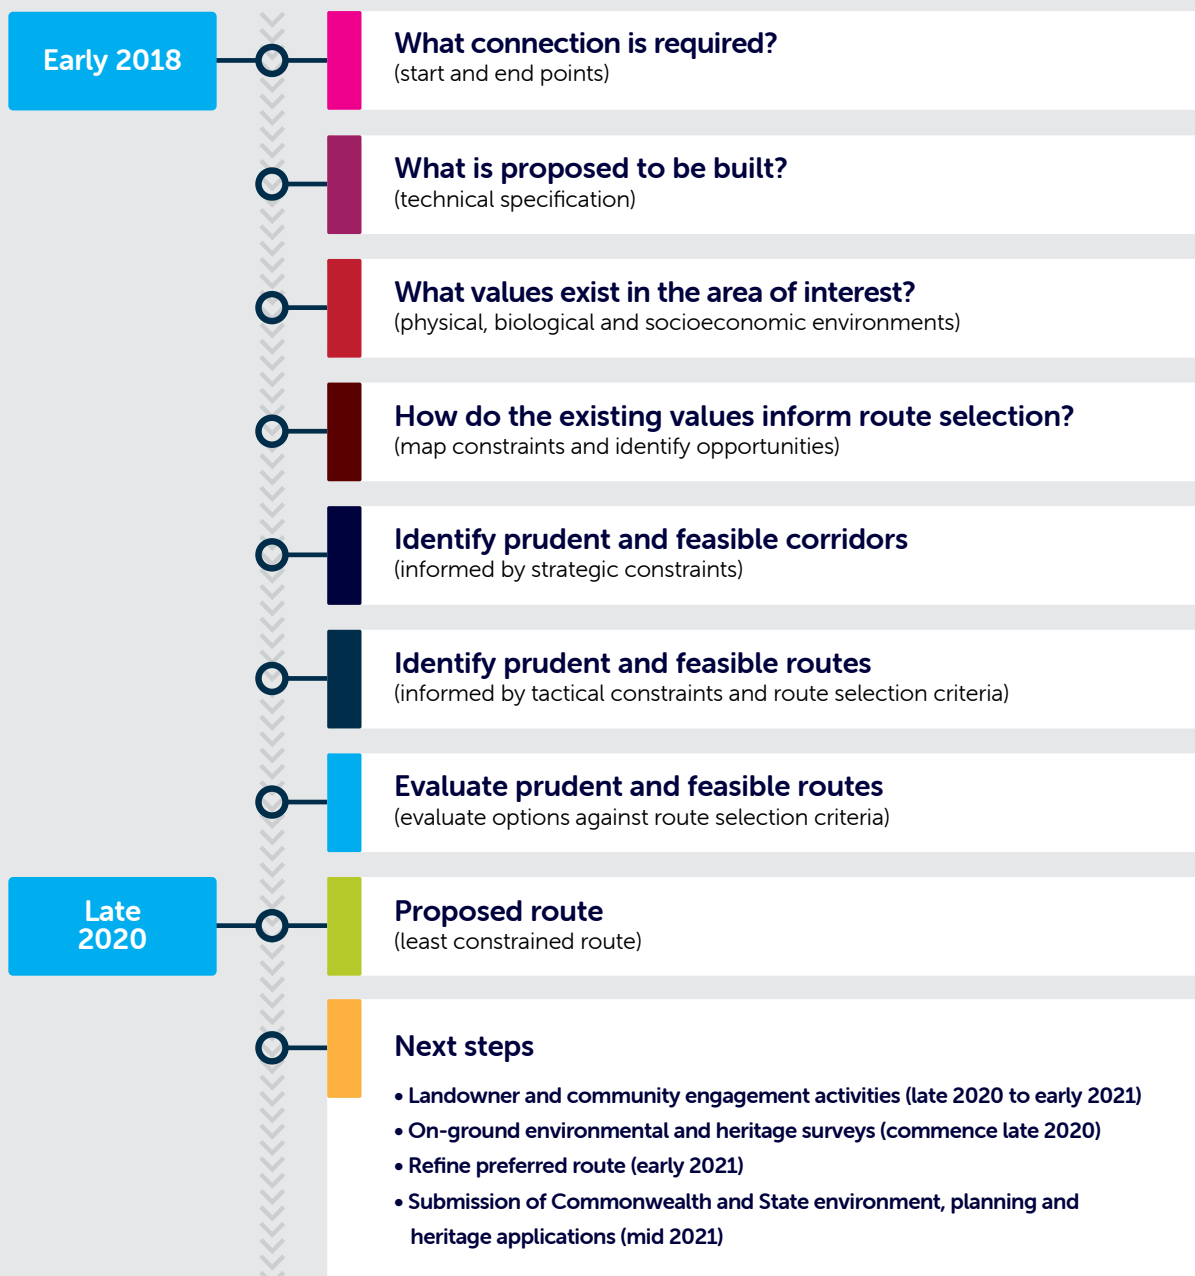 Early 2018
What connection is required?
(start and end points)
What is proposed to be built?
(technical specification)
What values exist in the area of interest?
(physical, biological and socioeconomic environments)
How do the existing values inform route selection?
(map constraints and identify opportunities)
Identify prudent and feasible corridors
(informed by strategic constraints)
Identify prudent and feasible routes
(informed by tactical constraints and route selection criteria)
Evaluate prudent and feasible routes
(evaluate options against route selection criteria)
Late
2020
Proposed route
(least constrained route)
Next steps
• Landowner and community engagement activities (late 2020 to early 2021)
• On-ground environmental and heritage surveys (commence late 2020)
• Refine preferred route (early 2021)
• Submission of Commonwealth and State environment, planning and
heritage applications (mid 2021)